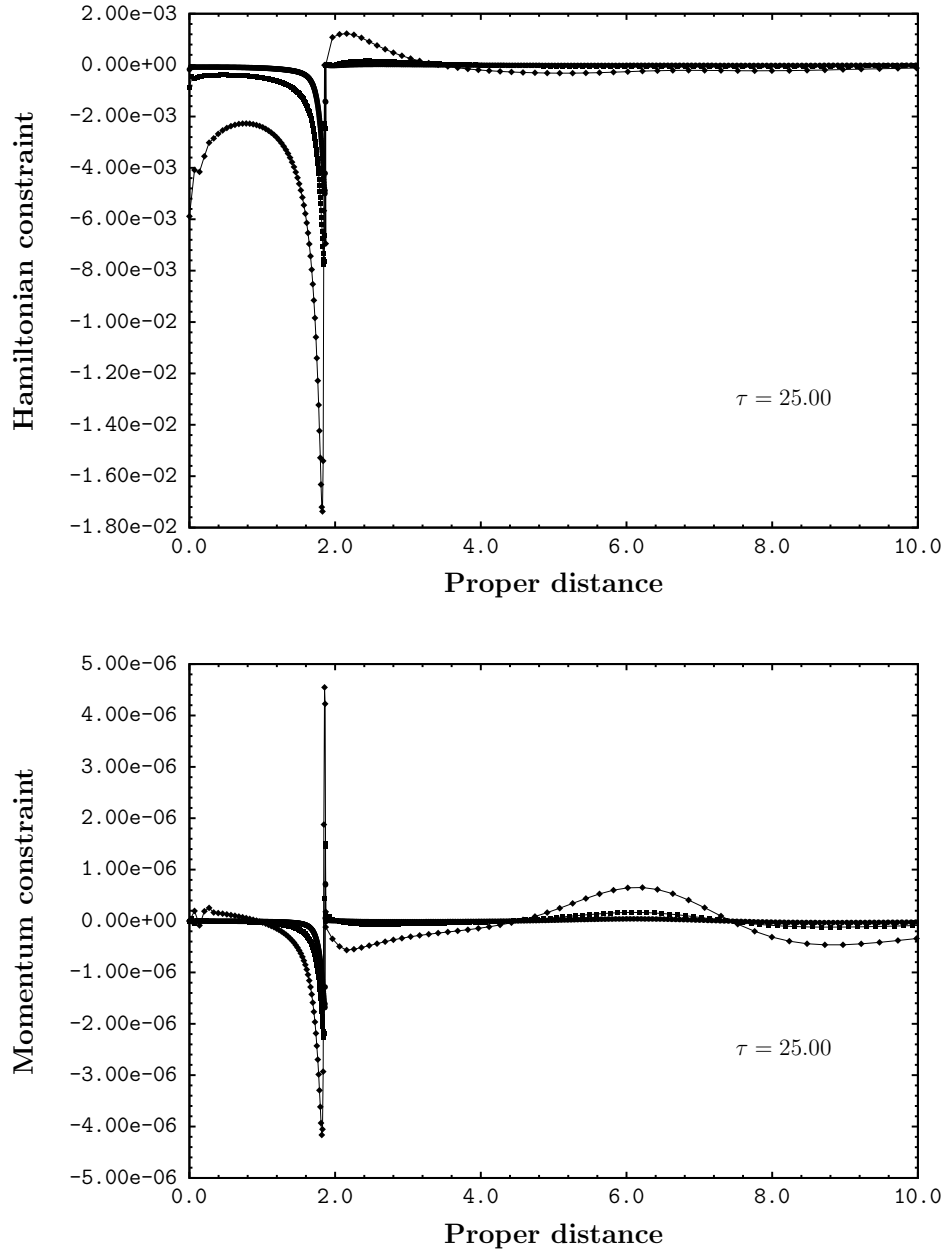 2.00e-03
0.00e+00
-2.00e-03
-4.00e-03
-6.00e-03
-8.00e-03
-1.00e-02
-1.20e-02
-1.40e-02
-1.60e-02
-1.80e-02
Hamiltonian constraint
τ = 25.00
0.0 2.0 4.0 6.0 8.0 10.0
Proper distance
5.00e-06
4.00e-06
3.00e-06
2.00e-06
1.00e-06
0.00e+00
-1.00e-06
-2.00e-06
-3.00e-06
-4.00e-06
-5.00e-06
Momentum constraint
τ = 25.00
0.0 2.0 4.0 6.0 8.0 10.0
Proper distance